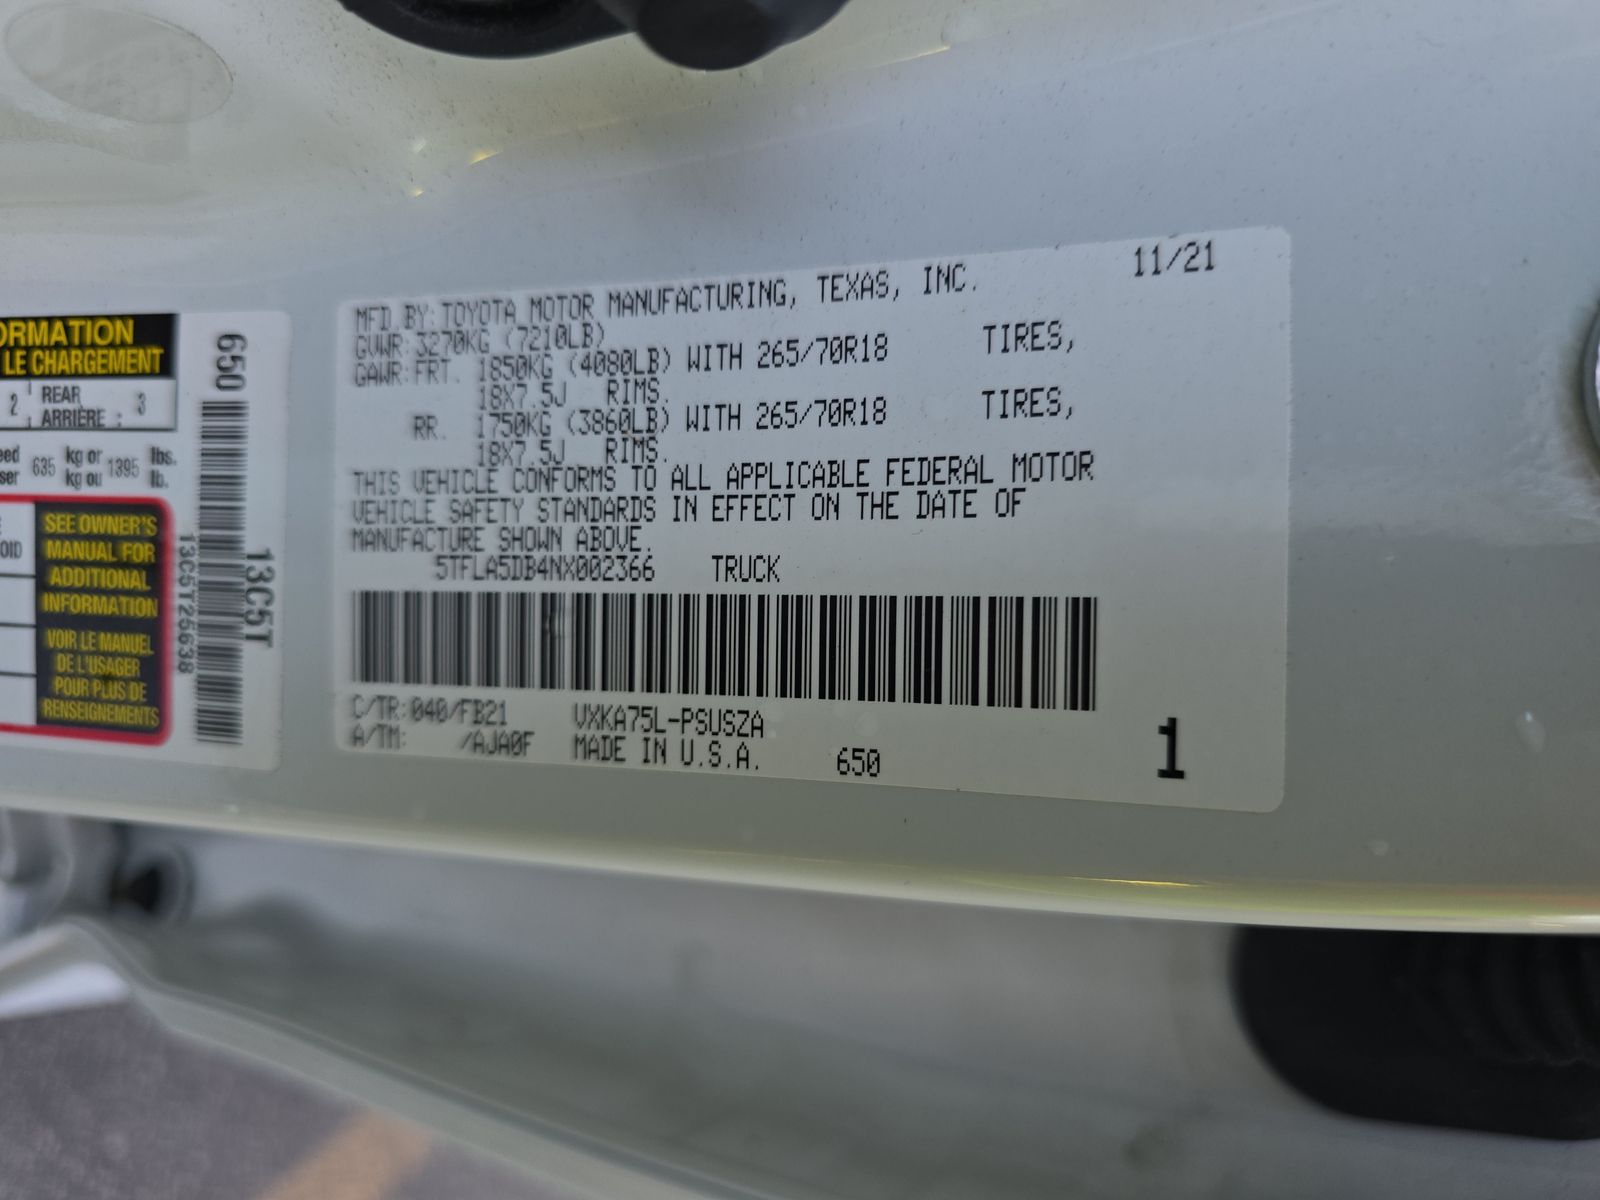 ORMATION
LE CHARGEMENT
2 REAR ARRIÈRE : 3
635 kg or kg ou 1395 lbs. lb.
SEE OWNER'S
MANUAL FOR
ADDITIONAL
INFORMATION
VOIR LE MANUEL
DE L'USAGER
POUR PLUS DE
RENSEIGNEMENTS
650
13C5T
13C5T25638
MFD. BY: TOYOTA MOTOR MANUFACTURING, TEXAS, INC. 11/21
GVWR: 3270KG (7210LB)
GAWR: FRT. 1850KG (4080LB) WITH 265/70R18 TIRES,
18X7.5J RIMS.
RR. 1750KG (3860LB) WITH 265/70R18 TIRES,
18X7.5J RIMS.
THIS VEHICLE CONFORMS TO ALL APPLICABLE FEDERAL MOTOR
VEHICLE SAFETY STANDARDS IN EFFECT ON THE DATE OF
MANUFACTURE SHOWN ABOVE.
5TFLA5DB4NX002366 TRUCK
C/TR: 040/FB21 VXKA75L-PSUSZA
A/TM: /AJA0F MADE IN U.S.A. 650
1